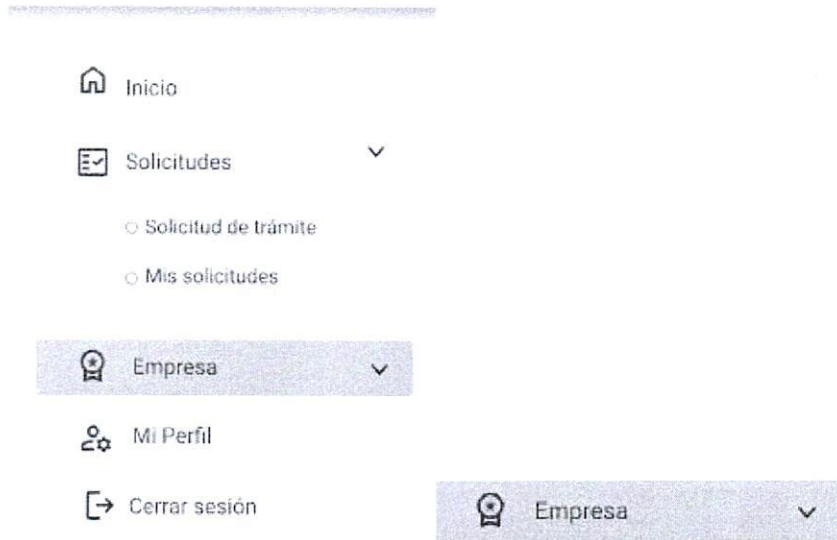 Inicio
Solicitudes
Solicitud de trámite
Mis solicitudes
Empresa
Mi Perfil
Cerrar sesión
Empresa